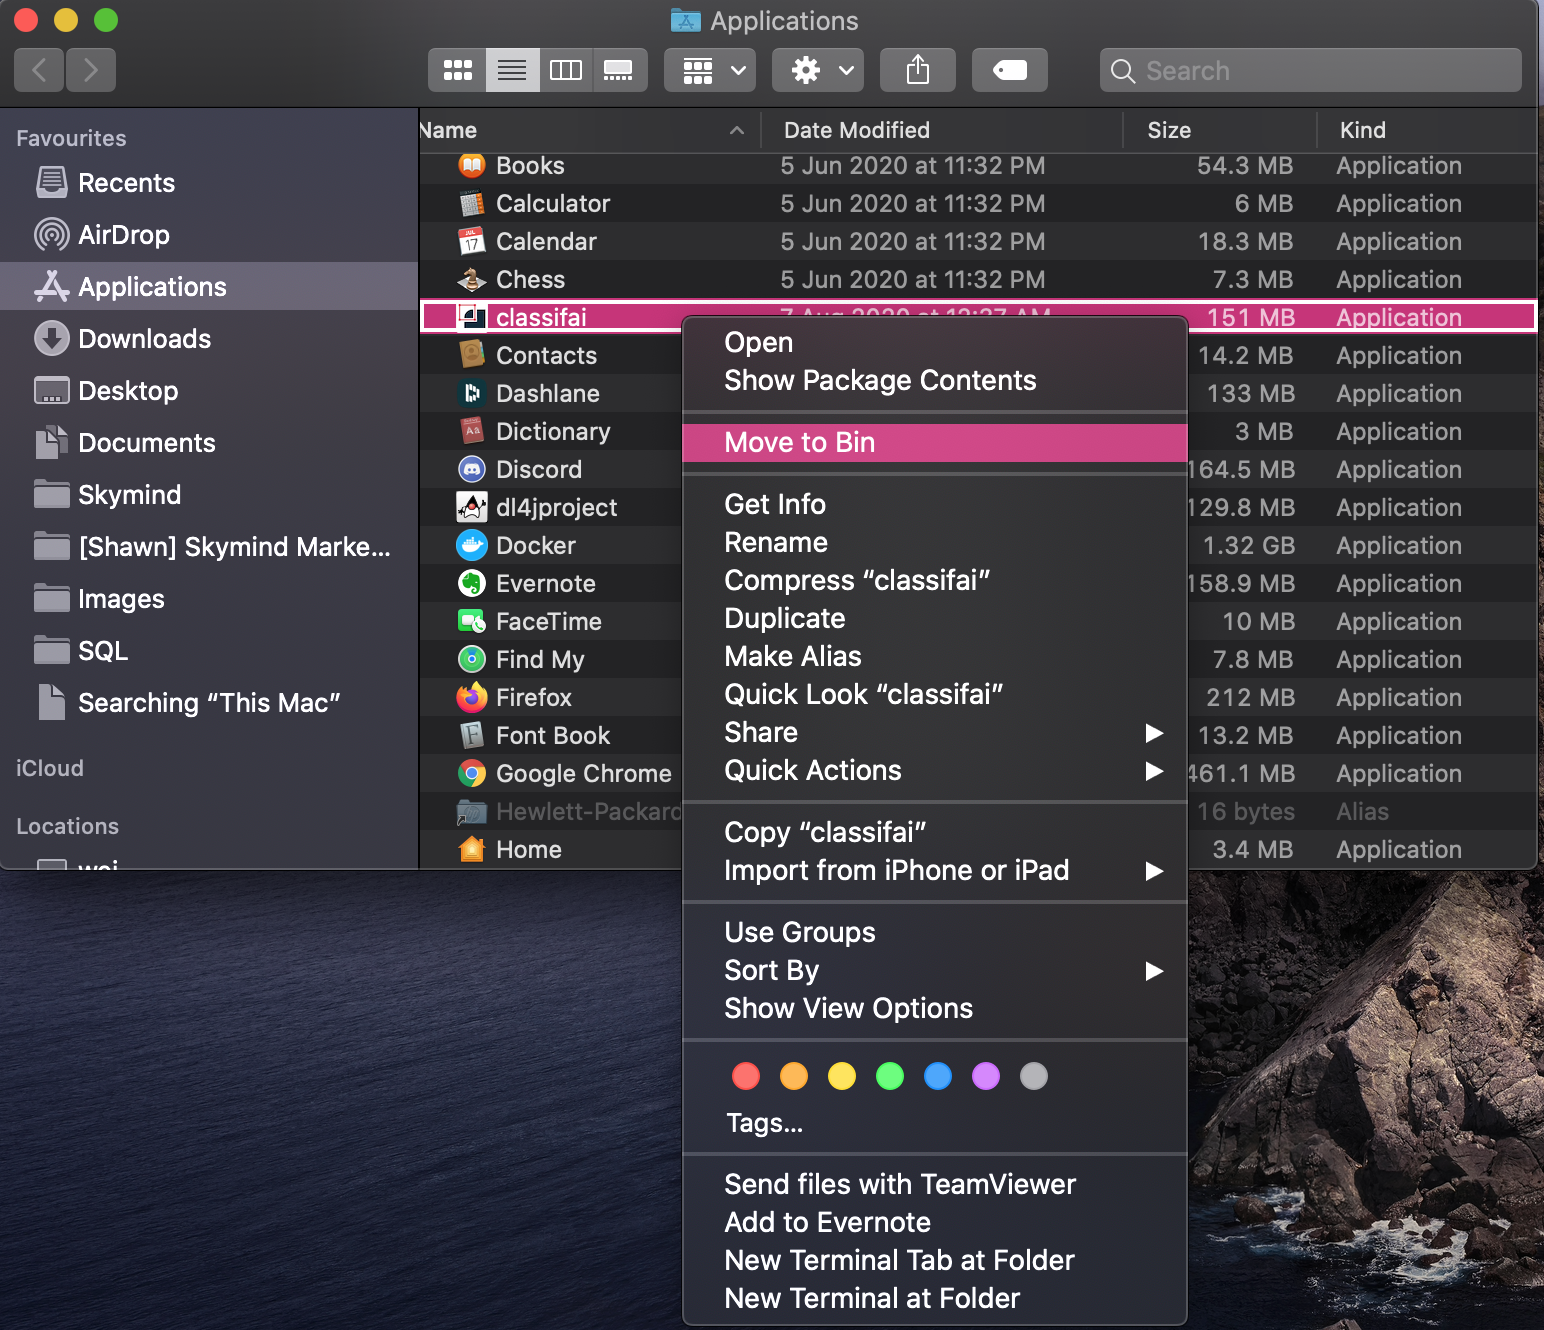 Applications
Search
Favourites
Recents
AirDrop
Applications
Downloads
Desktop
Documents
Skymind
[Shawn] Skymind Marke...
Images
SQL
Searching “This Mac”
iCloud
Locations
Name Date Modified Size Kind
Books 5 Jun 2020 at 11:32 PM 54.3 MB Application
Calculator 5 Jun 2020 at 11:32 PM 6 MB Application
Calendar 5 Jun 2020 at 11:32 PM 18.3 MB Application
Chess 5 Jun 2020 at 11:32 PM 7.3 MB Application
classifai 7 Aug 2020 at 12:37 AM 151 MB Application
Contacts 14.2 MB Application
Dashlane 133 MB Application
Dictionary 3 MB Application
Discord 164.5 MB Application
dl4jproject 129.8 MB Application
Docker 1.32 GB Application
Evernote 158.9 MB Application
FaceTime 10 MB Application
Find My 7.8 MB Application
Firefox 212 MB Application
Font Book 13.2 MB Application
Google Chrome 461.1 MB Application
Hewlett-Packard 16 bytes Alias
Home 3.4 MB Application
Open
Show Package Contents
Move to Bin
Get Info
Rename
Compress “classifai”
Duplicate
Make Alias
Quick Look “classifai”
Share
Quick Actions
Copy “classifai”
Import from iPhone or iPad
Use Groups
Sort By
Show View Options
Tags...
Send files with TeamViewer
Add to Evernote
New Terminal Tab at Folder
New Terminal at Folder